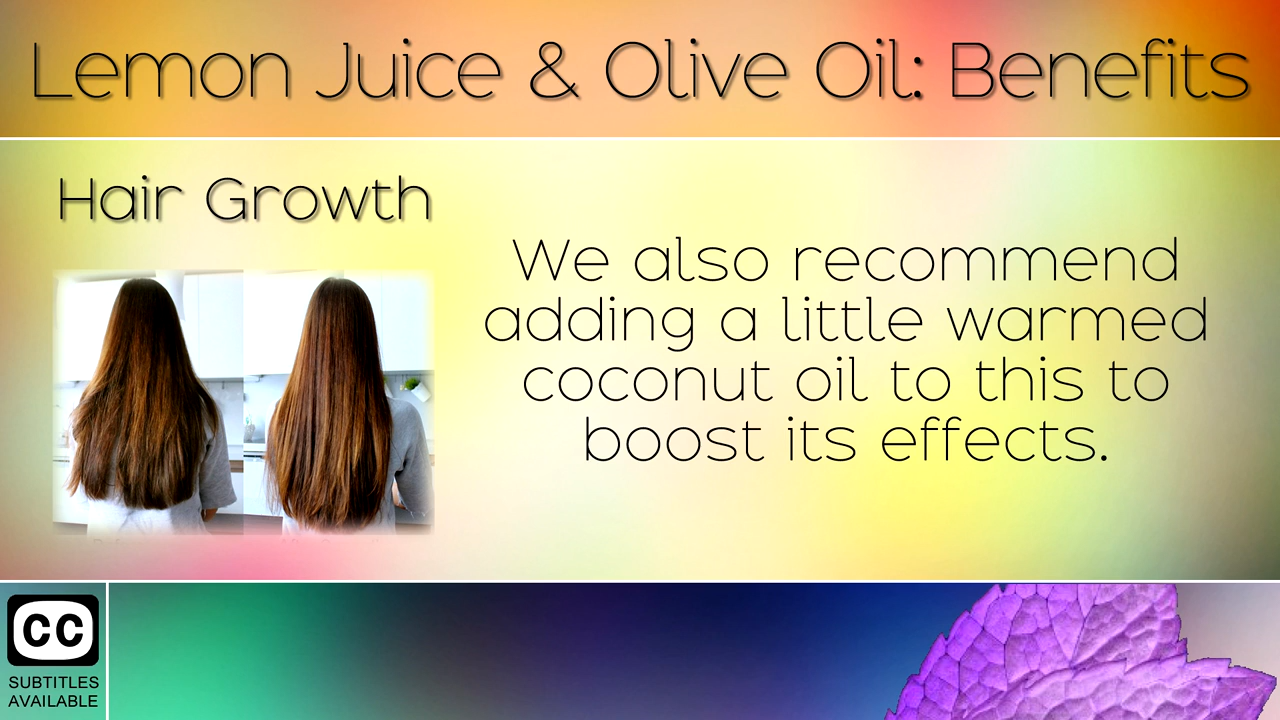 Lemon Juice & Olive Oil: Benefits
Hair Growth
We also recommend
adding a little warmed
coconut oil to this to
boost its effects.
CC
SUBTITLES
AVAILABLE